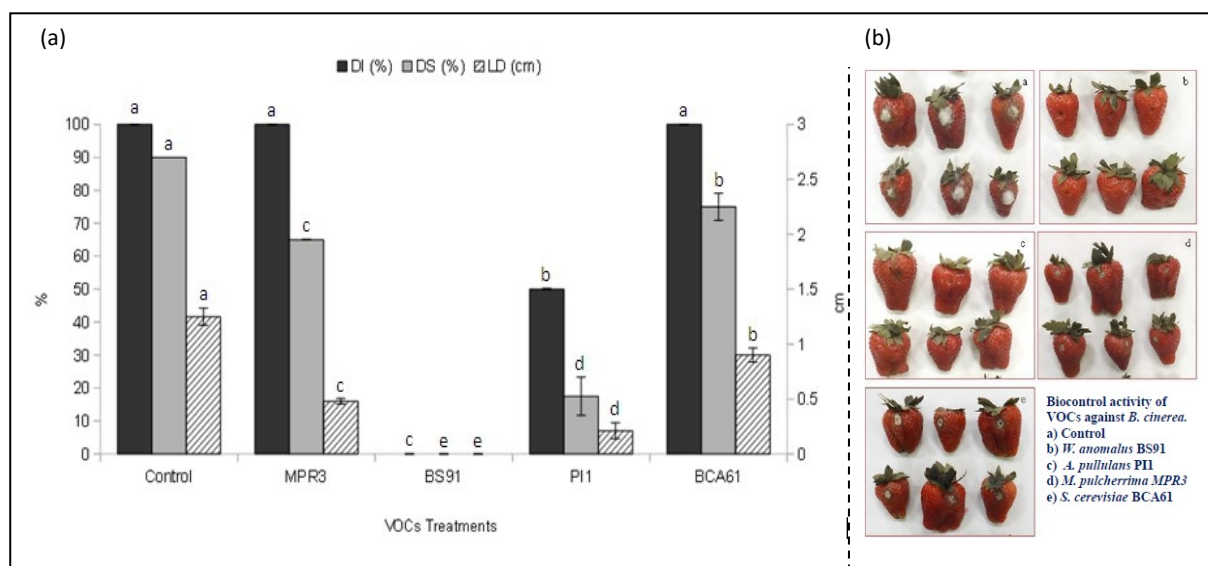 (a)
DI (%) DS (%) LD (cm)
a a a
a c c
c e e
b d d
a b b
100
90
80
70
60
50
40
30
20
10
0
%
3
2.5
2
1.5
1
0.5
0
cm
Control MPR3 BS91 PI1 BCA61
VOCs Treatments
(b)
a
b
c
d
e
Biocontrol activity of
VOCs against B. cinerea.
a) Control
b) W. anomalus BS91
c) A. pullulans PI1
d) M. pulcherrima MPR3
e) S. cerevisiae BCA61